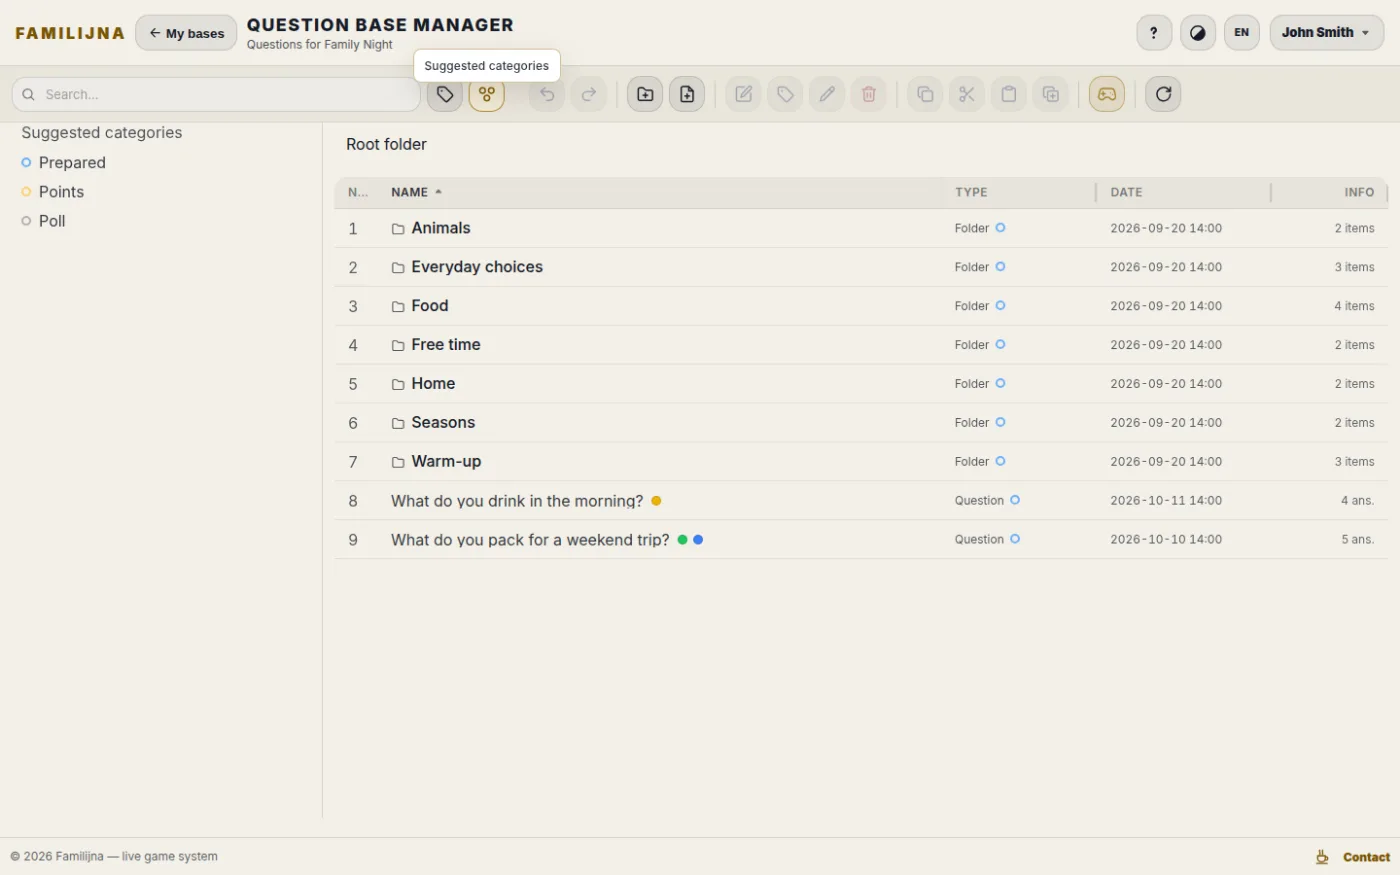 FAMILIJNA
← My bases
QUESTION BASE MANAGER
Questions for Family Night
?
EN
John Smith
Suggested categories
Search...
Suggested categories
Prepared
Points
Poll
Root folder
N... NAME TYPE DATE INFO
1 Animals Folder 2026-09-20 14:00 2 items
2 Everyday choices Folder 2026-09-20 14:00 3 items
3 Food Folder 2026-09-20 14:00 4 items
4 Free time Folder 2026-09-20 14:00 2 items
5 Home Folder 2026-09-20 14:00 2 items
6 Seasons Folder 2026-09-20 14:00 2 items
7 Warm-up Folder 2026-09-20 14:00 3 items
8 What do you drink in the morning? Question 2026-10-11 14:00 4 ans.
9 What do you pack for a weekend trip? Question 2026-10-10 14:00 5 ans.
© 2026 Familijna — live game system
Contact